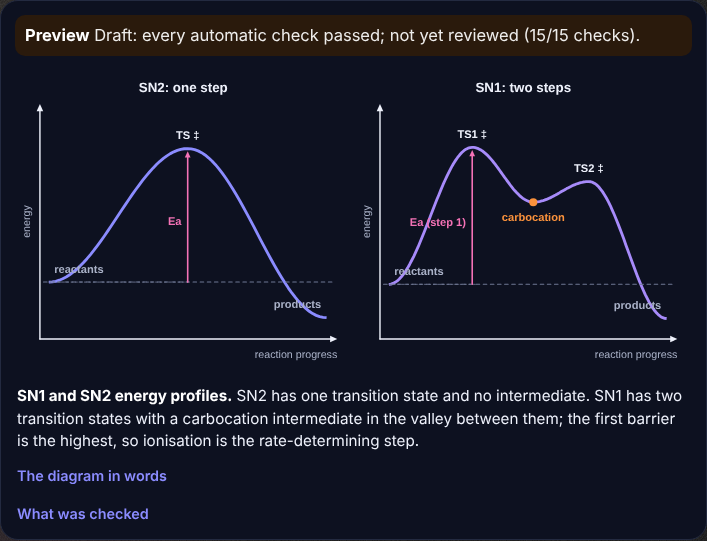 Preview Draft: every automatic check passed; not yet reviewed (15/15 checks).
SN2: one step
TS ‡
energy
Ea
reactants
products
reaction progress
SN1: two steps
TS1 ‡
TS2 ‡
energy
Ea (step 1)
carbocation
reactants
products
reaction progress
SN1 and SN2 energy profiles. SN2 has one transition state and no intermediate. SN1 has two
transition states with a carbocation intermediate in the valley between them; the first barrier
is the highest, so ionisation is the rate-determining step.
The diagram in words
What was checked